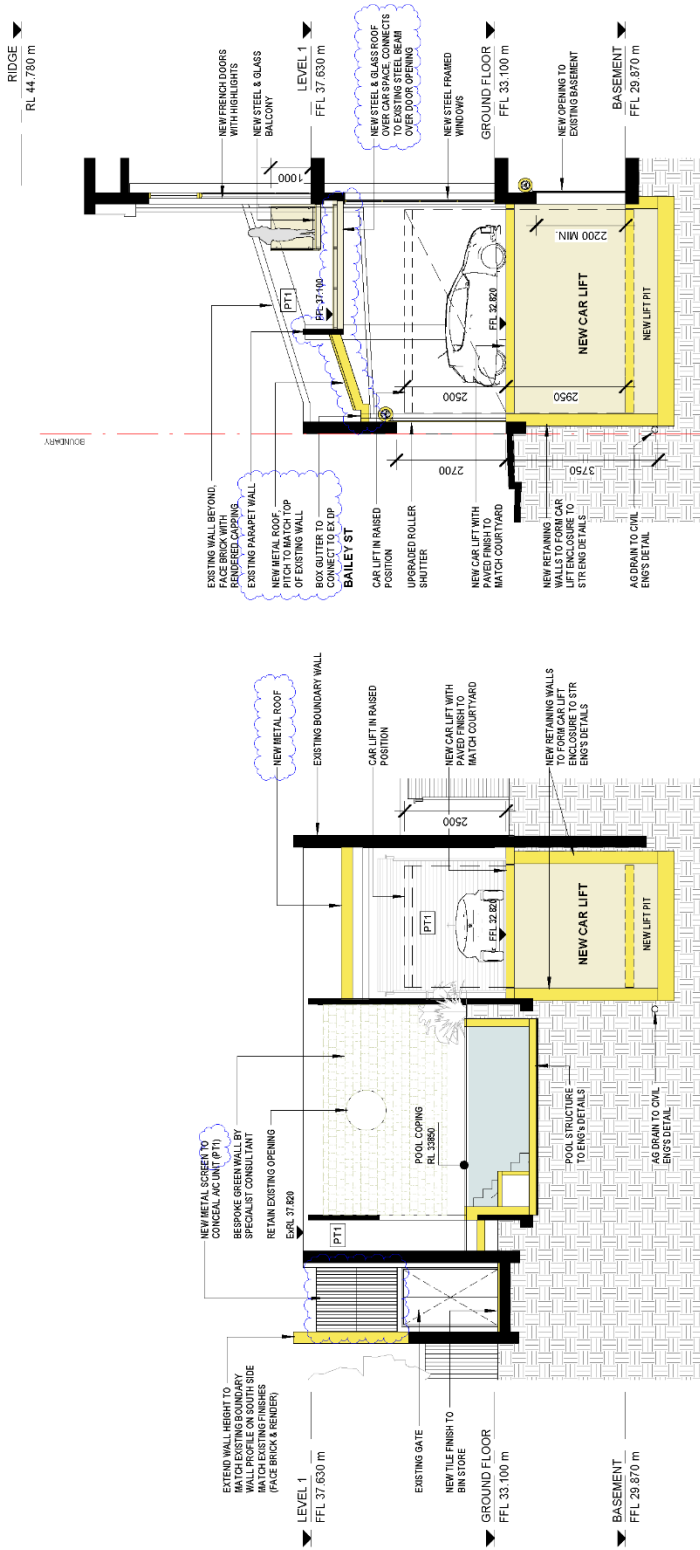 EXTEND WALL HEIGHT TO
MATCH EXISTING BOUNDARY
WALL PROFILE ON SOUTH SIDE
MATCH EXISTING FINISHES
(FACE BRICK & RENDER)
NEW METAL SCREEN TO
CONCEAL A/C UNIT (PT1)
BESPOKE GREEN WALL BY
SPECIALIST CONSULTANT
RETAIN EXISTING OPENING
ExRL 37.820
PT1
NEW METAL ROOF
EXISTING BOUNDARY WALL
CAR LIFT IN RAISED
POSITION
NEW CAR LIFT WITH
PAVED FINISH TO
MATCH COURTYARD
2500
PT1
FFL 32.820
POOL COPING
RL 33850
NEW CAR LIFT
NEW LIFT PIT
NEW RETAINING WALLS
TO FORM CAR LIFT
ENCLOSURE TO STR
ENG'S DETAILS
EXISTING GATE
NEW TILE FINISH TO
BIN STORE
POOL STRUCTURE
TO ENG's DETAILS
AG DRAIN TO CIVIL
ENG'S DETAIL
LEVEL 1
FFL 37.630 m
GROUND FLOOR
FFL 33.100 m
BASEMENT
FFL 29.870 m
BOUNDARY
EXISTING WALL BEYOND,
FACE BRICK WITH
RENDERED CAPPING
EXISTING PARAPET WALL
NEW METAL ROOF,
PITCH TO MATCH TOP
OF EXISTING WALL
BOX GUTTER TO
CONNECT TO EX DP
BAILEY ST
CAR LIFT IN RAISED
POSITION
UPGRADED ROLLER
SHUTTER
NEW CAR LIFT WITH
PAVED FINISH TO
MATCH COURTYARD
NEW RETAINING
WALLS TO FORM CAR
LIFT ENCLOSURE TO
STR ENG DETAILS
AG DRAIN TO CIVIL
ENG'S DETAIL
PT1
FFL 37.100
1000
2500
2700
FFL 32.820
2950
3750
2200 MIN.
NEW CAR LIFT
NEW LIFT PIT
NEW FRENCH DOORS
WITH HIGHLIGHTS
NEW STEEL & GLASS
BALCONY
NEW STEEL & GLASS ROOF
OVER CAR SPACE, CONNECTS
TO EXISTING STEEL BEAM
OVER DOOR OPENING
NEW STEEL FRAMED
WINDOWS
NEW OPENING TO
EXISTING BASEMENT
RIDGE
RL 44.780 m
LEVEL 1
FFL 37.630 m
GROUND FLOOR
FFL 33.100 m
BASEMENT
FFL 29.870 m